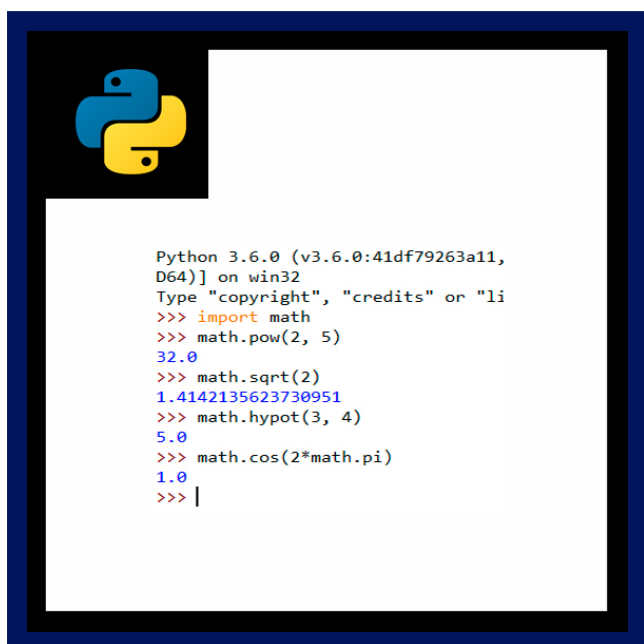 Python 3.6.0 (v3.6.0:41df79263a11,
D64)] on win32
Type "copyright", "credits" or "li
>>> import math
>>> math.pow(2, 5)
32.0
>>> math.sqrt(2)
1.4142135623730951
>>> math.hypot(3, 4)
5.0
>>> math.cos(2*math.pi)
1.0
>>>